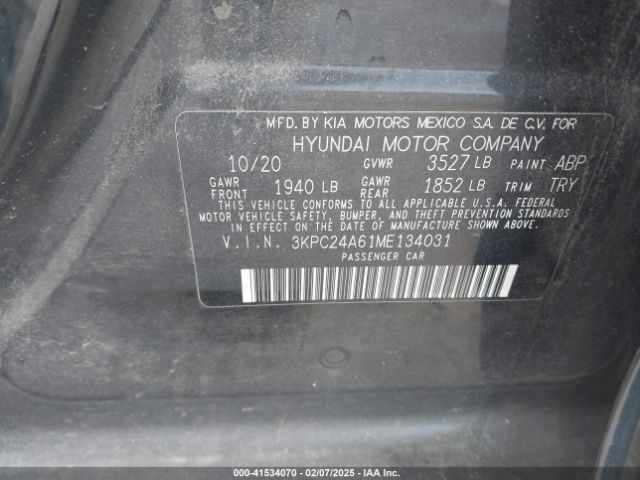 MFD. BY KIA MOTORS MEXICO S.A. DE C.V. FOR
HYUNDAI MOTOR COMPANY
10/20 GVWR 3527 LB PAINT ABP
GAWR FRONT 1940 LB GAWR REAR 1852 LB TRIM TRY
THIS VEHICLE CONFORMS TO ALL APPLICABLE U.S.A. FEDERAL
MOTOR VEHICLE SAFETY, BUMPER, AND THEFT PREVENTION STANDARDS
IN EFFECT ON THE DATE OF MANUFACTURE SHOWN ABOVE.
V.I.N. 3KPC24A61ME134031
PASSENGER CAR
000-41534070 - 02/07/2025 - IAA Inc.